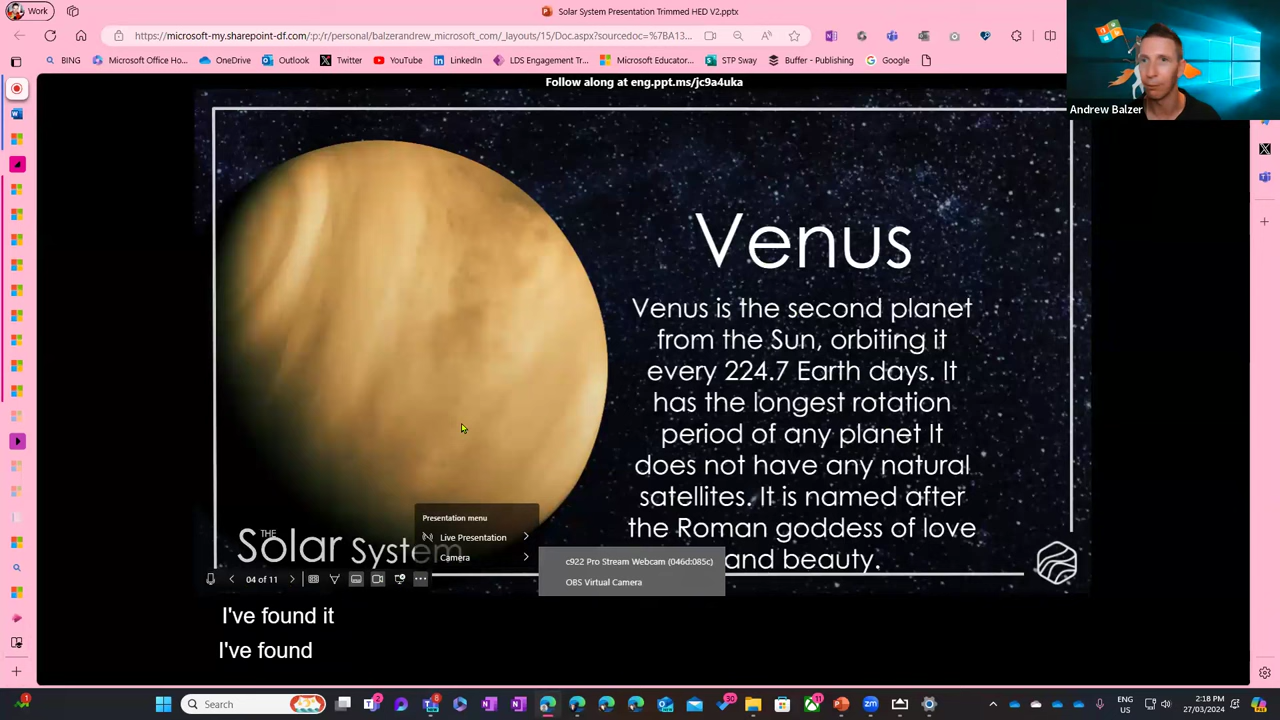 Work
Solar System Presentation Trimmed HED V2.pptx
https://microsoft-my.sharepoint-df.com/:p:/r/personal/balzerandrew_microsoft_com/_layouts/15/Doc.aspx?sourcedoc=%7BA13...
BING
Microsoft Office Ho...
OneDrive
Outlook
Twitter
YouTube
LinkedIn
LDS Engagement Tr...
Microsoft Educator...
STP Sway
Buffer - Publishing
Google
Andrew Balzer
Follow along at eng.ppt.ms/jc9a4uka
Venus
Venus is the second planet
from the Sun, orbiting it
every 224.7 Earth days. It
has the longest rotation
period of any planet It
does not have any natural
satellites. It is named after
the Roman goddess of love
and beauty.
THE
Solar System
Presentation menu
Live Presentation
Camera
c922 Pro Stream Webcam (046d:085c)
OBS Virtual Camera
04 of 11
I've found it
I've found
Search
ENG
US
2:18 PM
27/03/2024